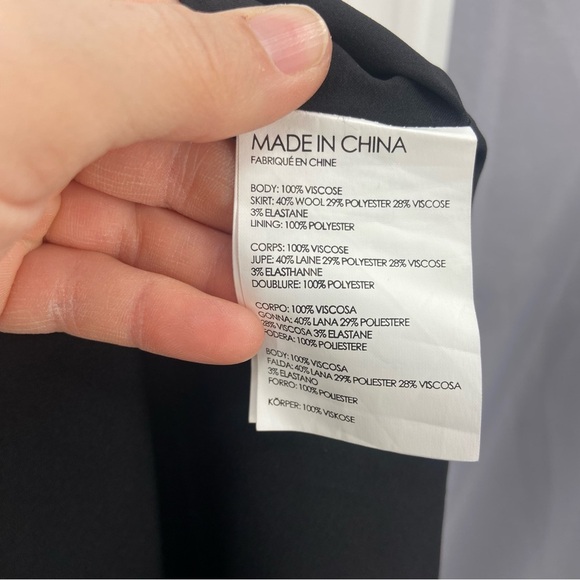 MADE IN CHINA
FABRIQUÉ EN CHINE
BODY: 100% VISCOSE
SKIRT: 40% WOOL 29% POLYESTER 28% VISCOSE
3% ELASTANE
LINING: 100% POLYESTER
CORPS: 100% VISCOSE
JUPE: 40% LAINE 29% POLYESTER 28% VISCOSE
3% ELASTHANNE
DOUBLURE: 100% POLYESTER
CORPO: 100% VISCOSA
GONNA: 40% LANA 29% POLIESTERE
28% VISCOSA 3% ELASTANE
FODERA: 100% POLIESTERE
BODY: 100% VISCOSA
FALDA: 40% LANA 29% POLIESTER 28% VISCOSA
3% ELASTANO
FORRO: 100% POLIESTER
KÖRPER: 100% VISKOSE